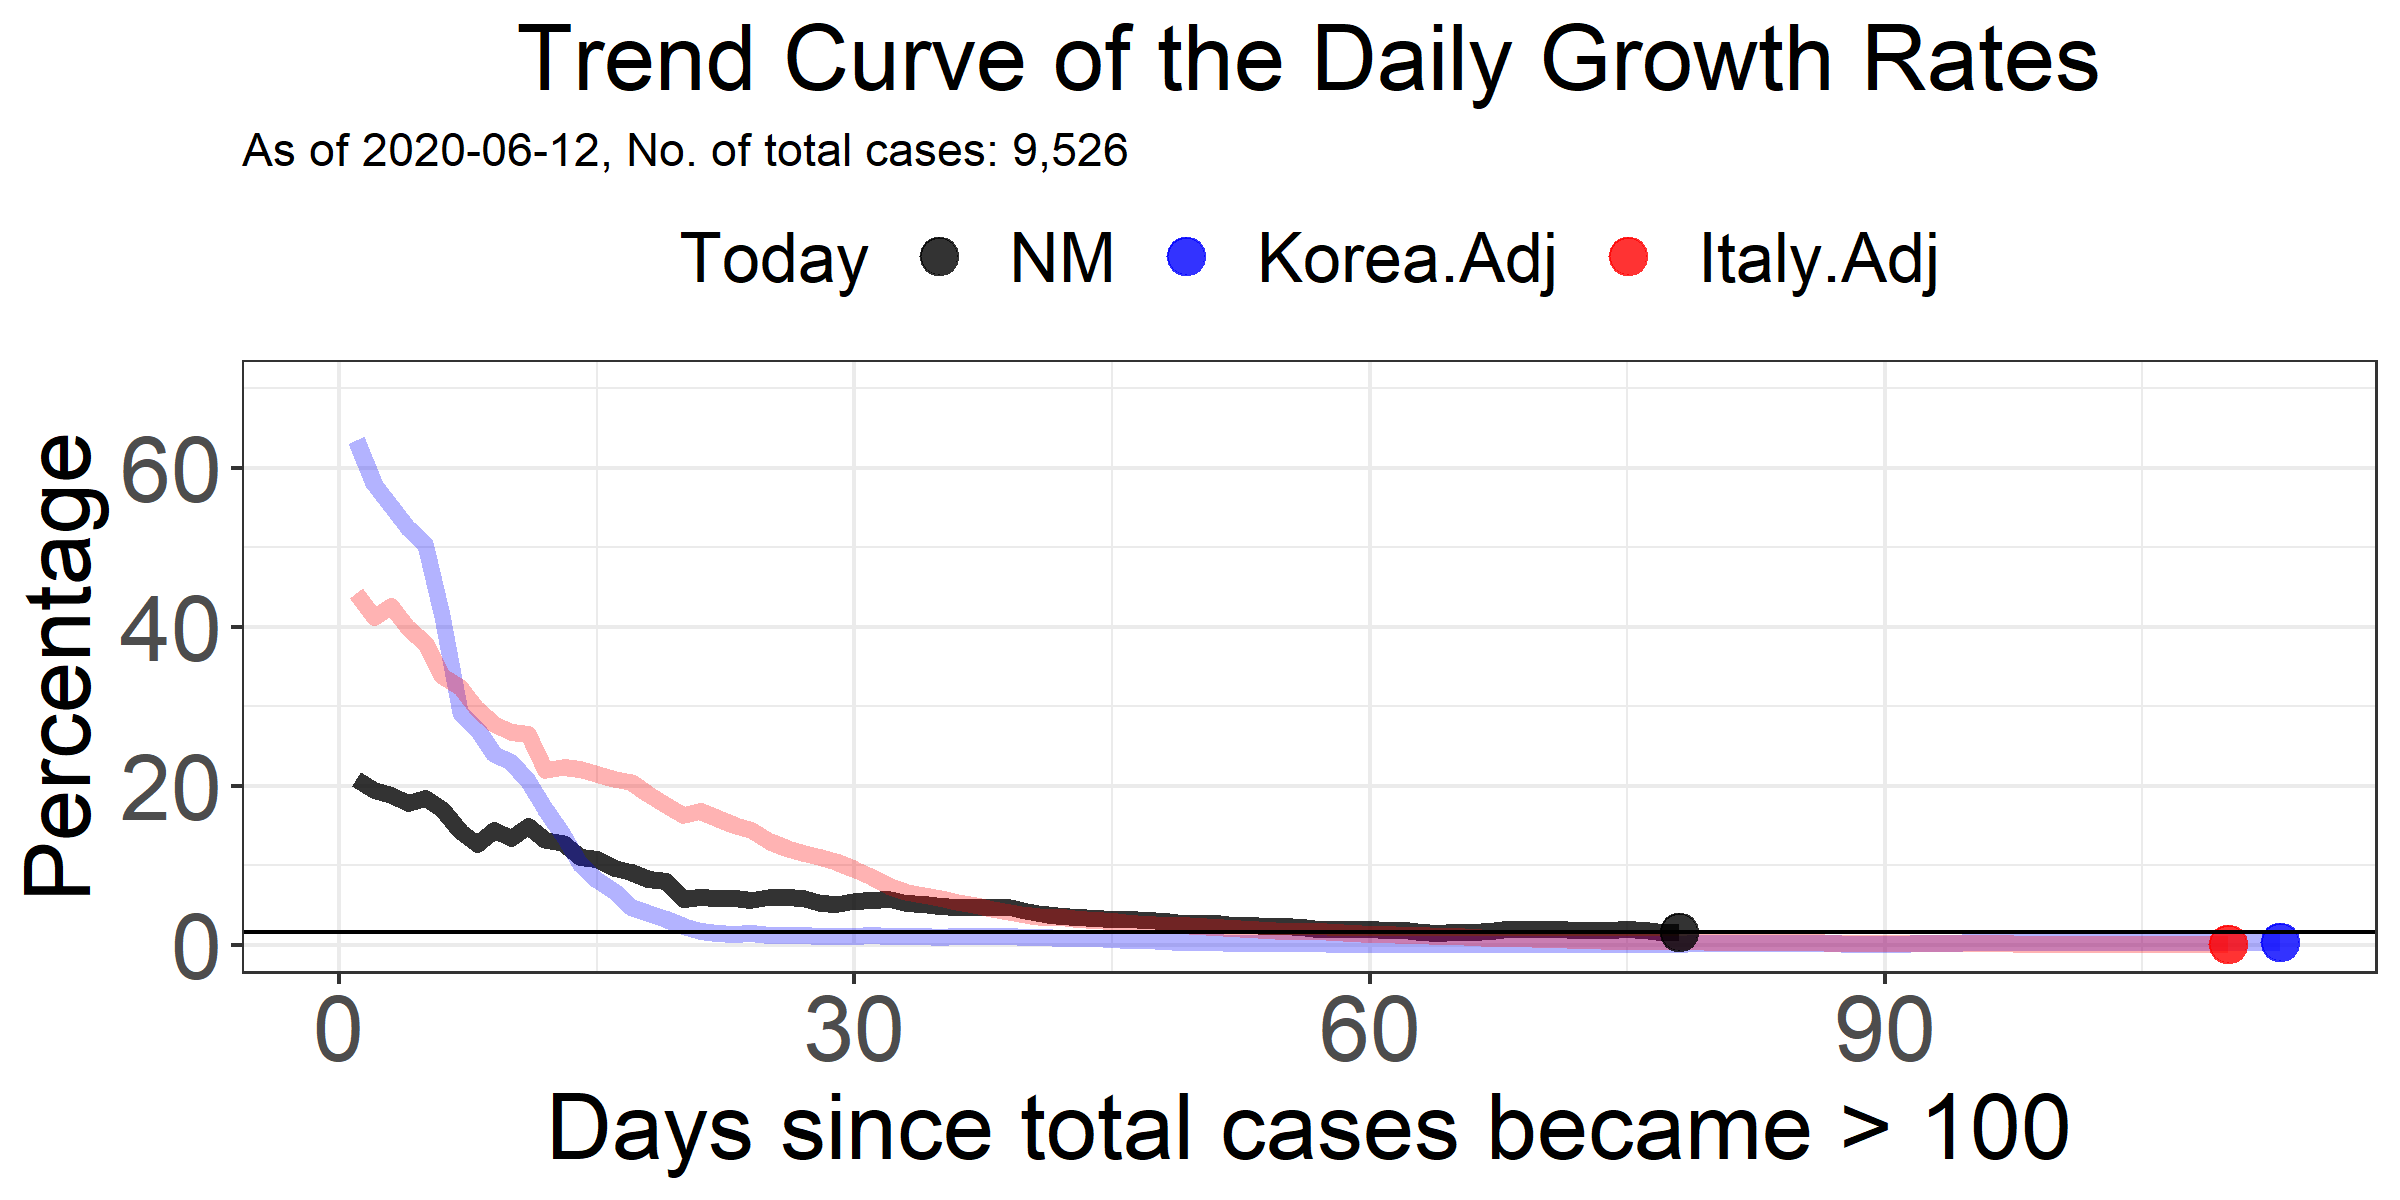 Trend Curve of the Daily Growth Rates
As of 2020-06-12, No. of total cases: 9,526
Today NM Korea.Adj Italy.Adj
Percentage
60
40
20
0
0 30 60 90
Days since total cases became > 100